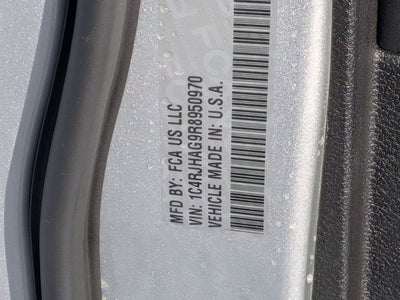 MFD BY: FCA US LLC
VIN: 1C4RJHAG9R8950970
VEHICLE MADE IN: U.S.A.